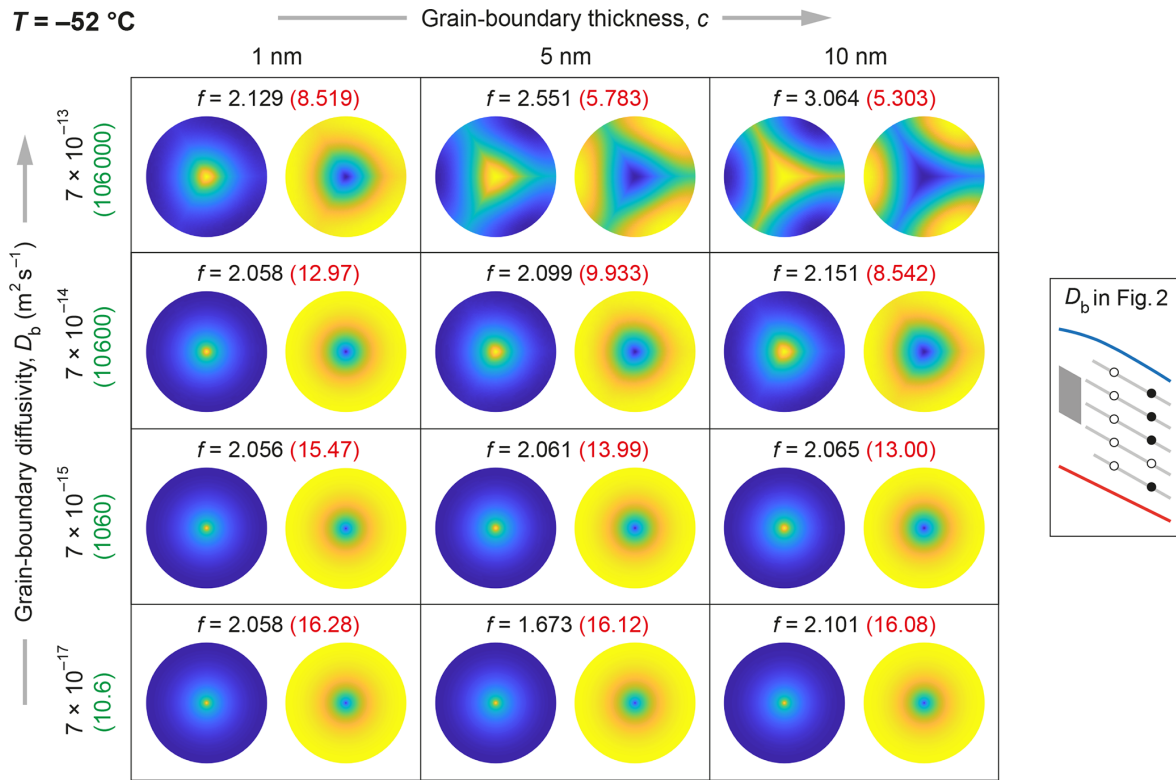 T = –52 °C
Grain-boundary thickness, c
1 nm 5 nm 10 nm
Grain-boundary diffusivity, D_b (m² s⁻¹)
7 × 10⁻¹³
(106000)
f = 2.129 (8.519) f = 2.551 (5.783) f = 3.064 (5.303)
7 × 10⁻¹⁴
(10600)
f = 2.058 (12.97) f = 2.099 (9.933) f = 2.151 (8.542)
7 × 10⁻¹⁵
(1060)
f = 2.056 (15.47) f = 2.061 (13.99) f = 2.065 (13.00)
7 × 10⁻¹⁷
(10.6)
f = 2.058 (16.28) f = 1.673 (16.12) f = 2.101 (16.08)
D_b in Fig. 2